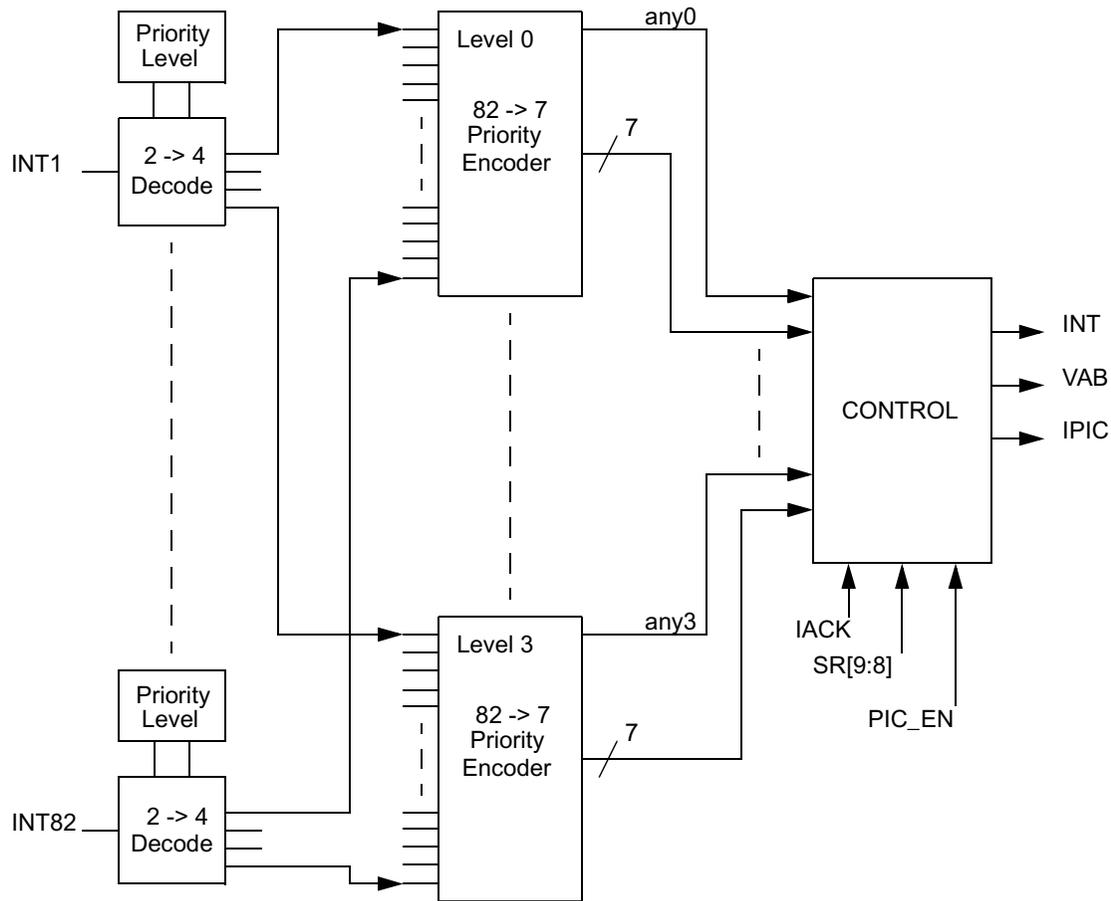 Priority
Level
INT1
2 -> 4
Decode
Level 0
82 -> 7
Priority
Encoder
any0
7
CONTROL
INT
VAB
IPIC
IACK
SR[9:8]
PIC_EN
Priority
Level
INT82
2 -> 4
Decode
Level 3
82 -> 7
Priority
Encoder
any3
7